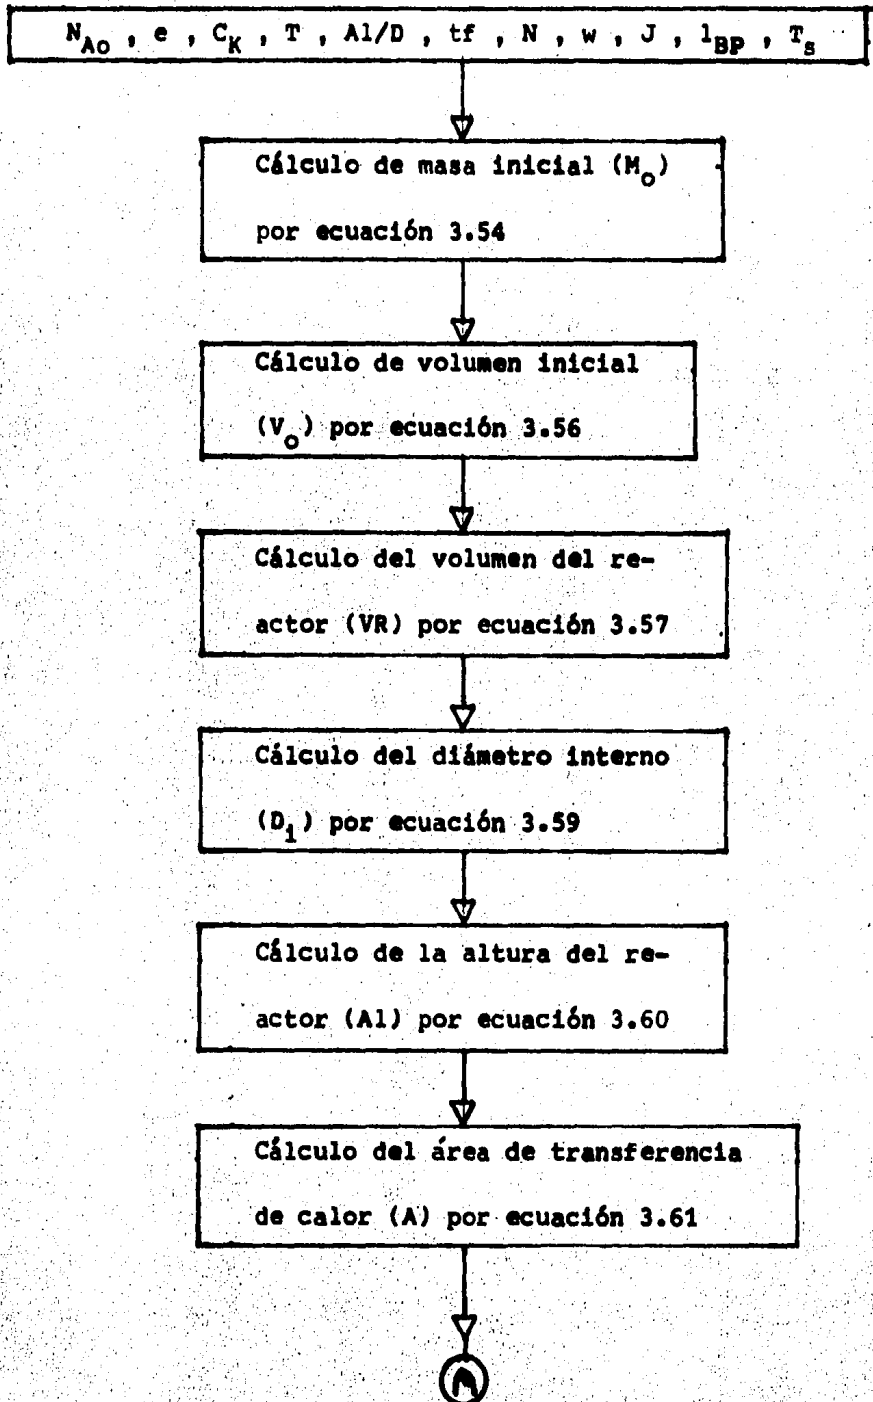 N_Ao , e , C_K , T , Al/D , tf , N , w , J , l_BP , T_s
Cálculo de masa inicial (M_o)
por ecuación 3.54
Cálculo de volumen inicial
(V_o) por ecuación 3.56
Cálculo del volumen del re-
actor (VR) por ecuación 3.57
Cálculo del diámetro interno
(D_i) por ecuación 3.59
Cálculo de la altura del re-
actor (Al) por ecuación 3.60
Cálculo del área de transferencia
de calor (A) por ecuación 3.61